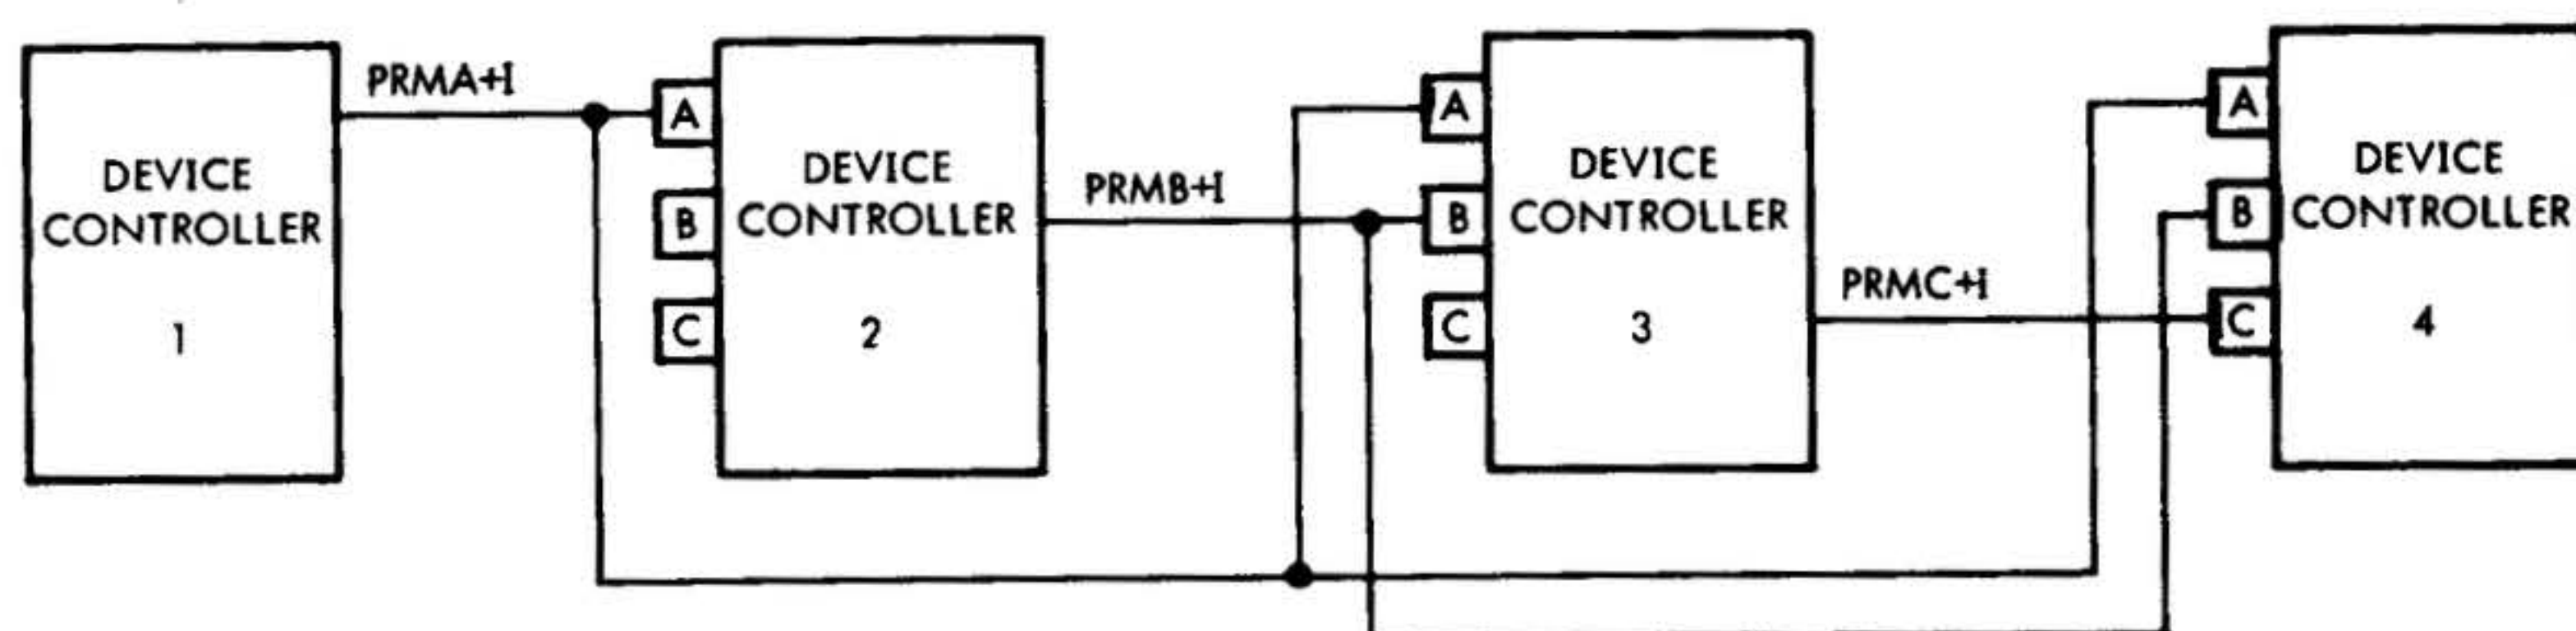 PRMA+I
DEVICE
CONTROLLER
1
A
B
C
DEVICE
CONTROLLER
2
PRMB+I
A
B
C
DEVICE
CONTROLLER
3
PRMC+I
A
B
C
DEVICE
CONTROLLER
4